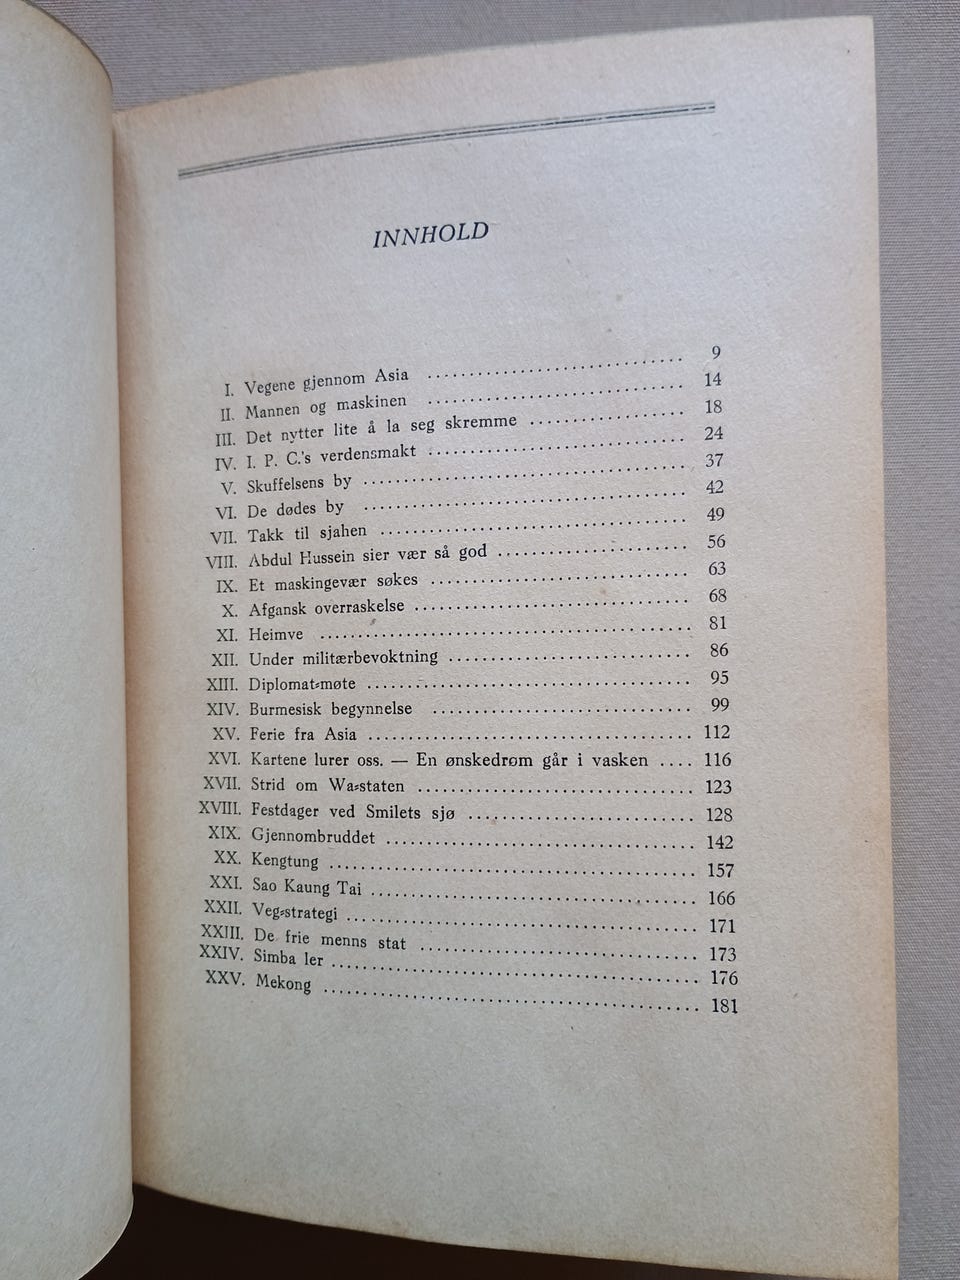 INNHOLD
I. Vegene gjennom Asia 9
II. Mannen og maskinen 14
III. Det nytter lite å la seg skremme 18
IV. I. P. C.'s verdensmakt 24
V. Skuffelsens by 37
VI. De dødes by 42
VII. Takk til sjahen 49
VIII. Abdul Hussein sier vær så god 56
IX. Et maskingevær søkes 63
X. Afgansk overraskelse 68
XI. Heimve 81
XII. Under militærbevoktning 86
XIII. Diplomat-møte 95
XIV. Burmesisk begynnelse 99
XV. Ferie fra Asia 112
XVI. Kartene lurer oss. — En ønskedrøm går i vasken 116
XVII. Strid om Wa-staten 123
XVIII. Festdager ved Smilets sjø 128
XIX. Gjennombruddet 142
XX. Kengtung 157
XXI. Sao Kaung Tai 166
XXII. Veg-strategi 171
XXIII. De frie menns stat 173
XXIV. Simba ler 176
XXV. Mekong 181